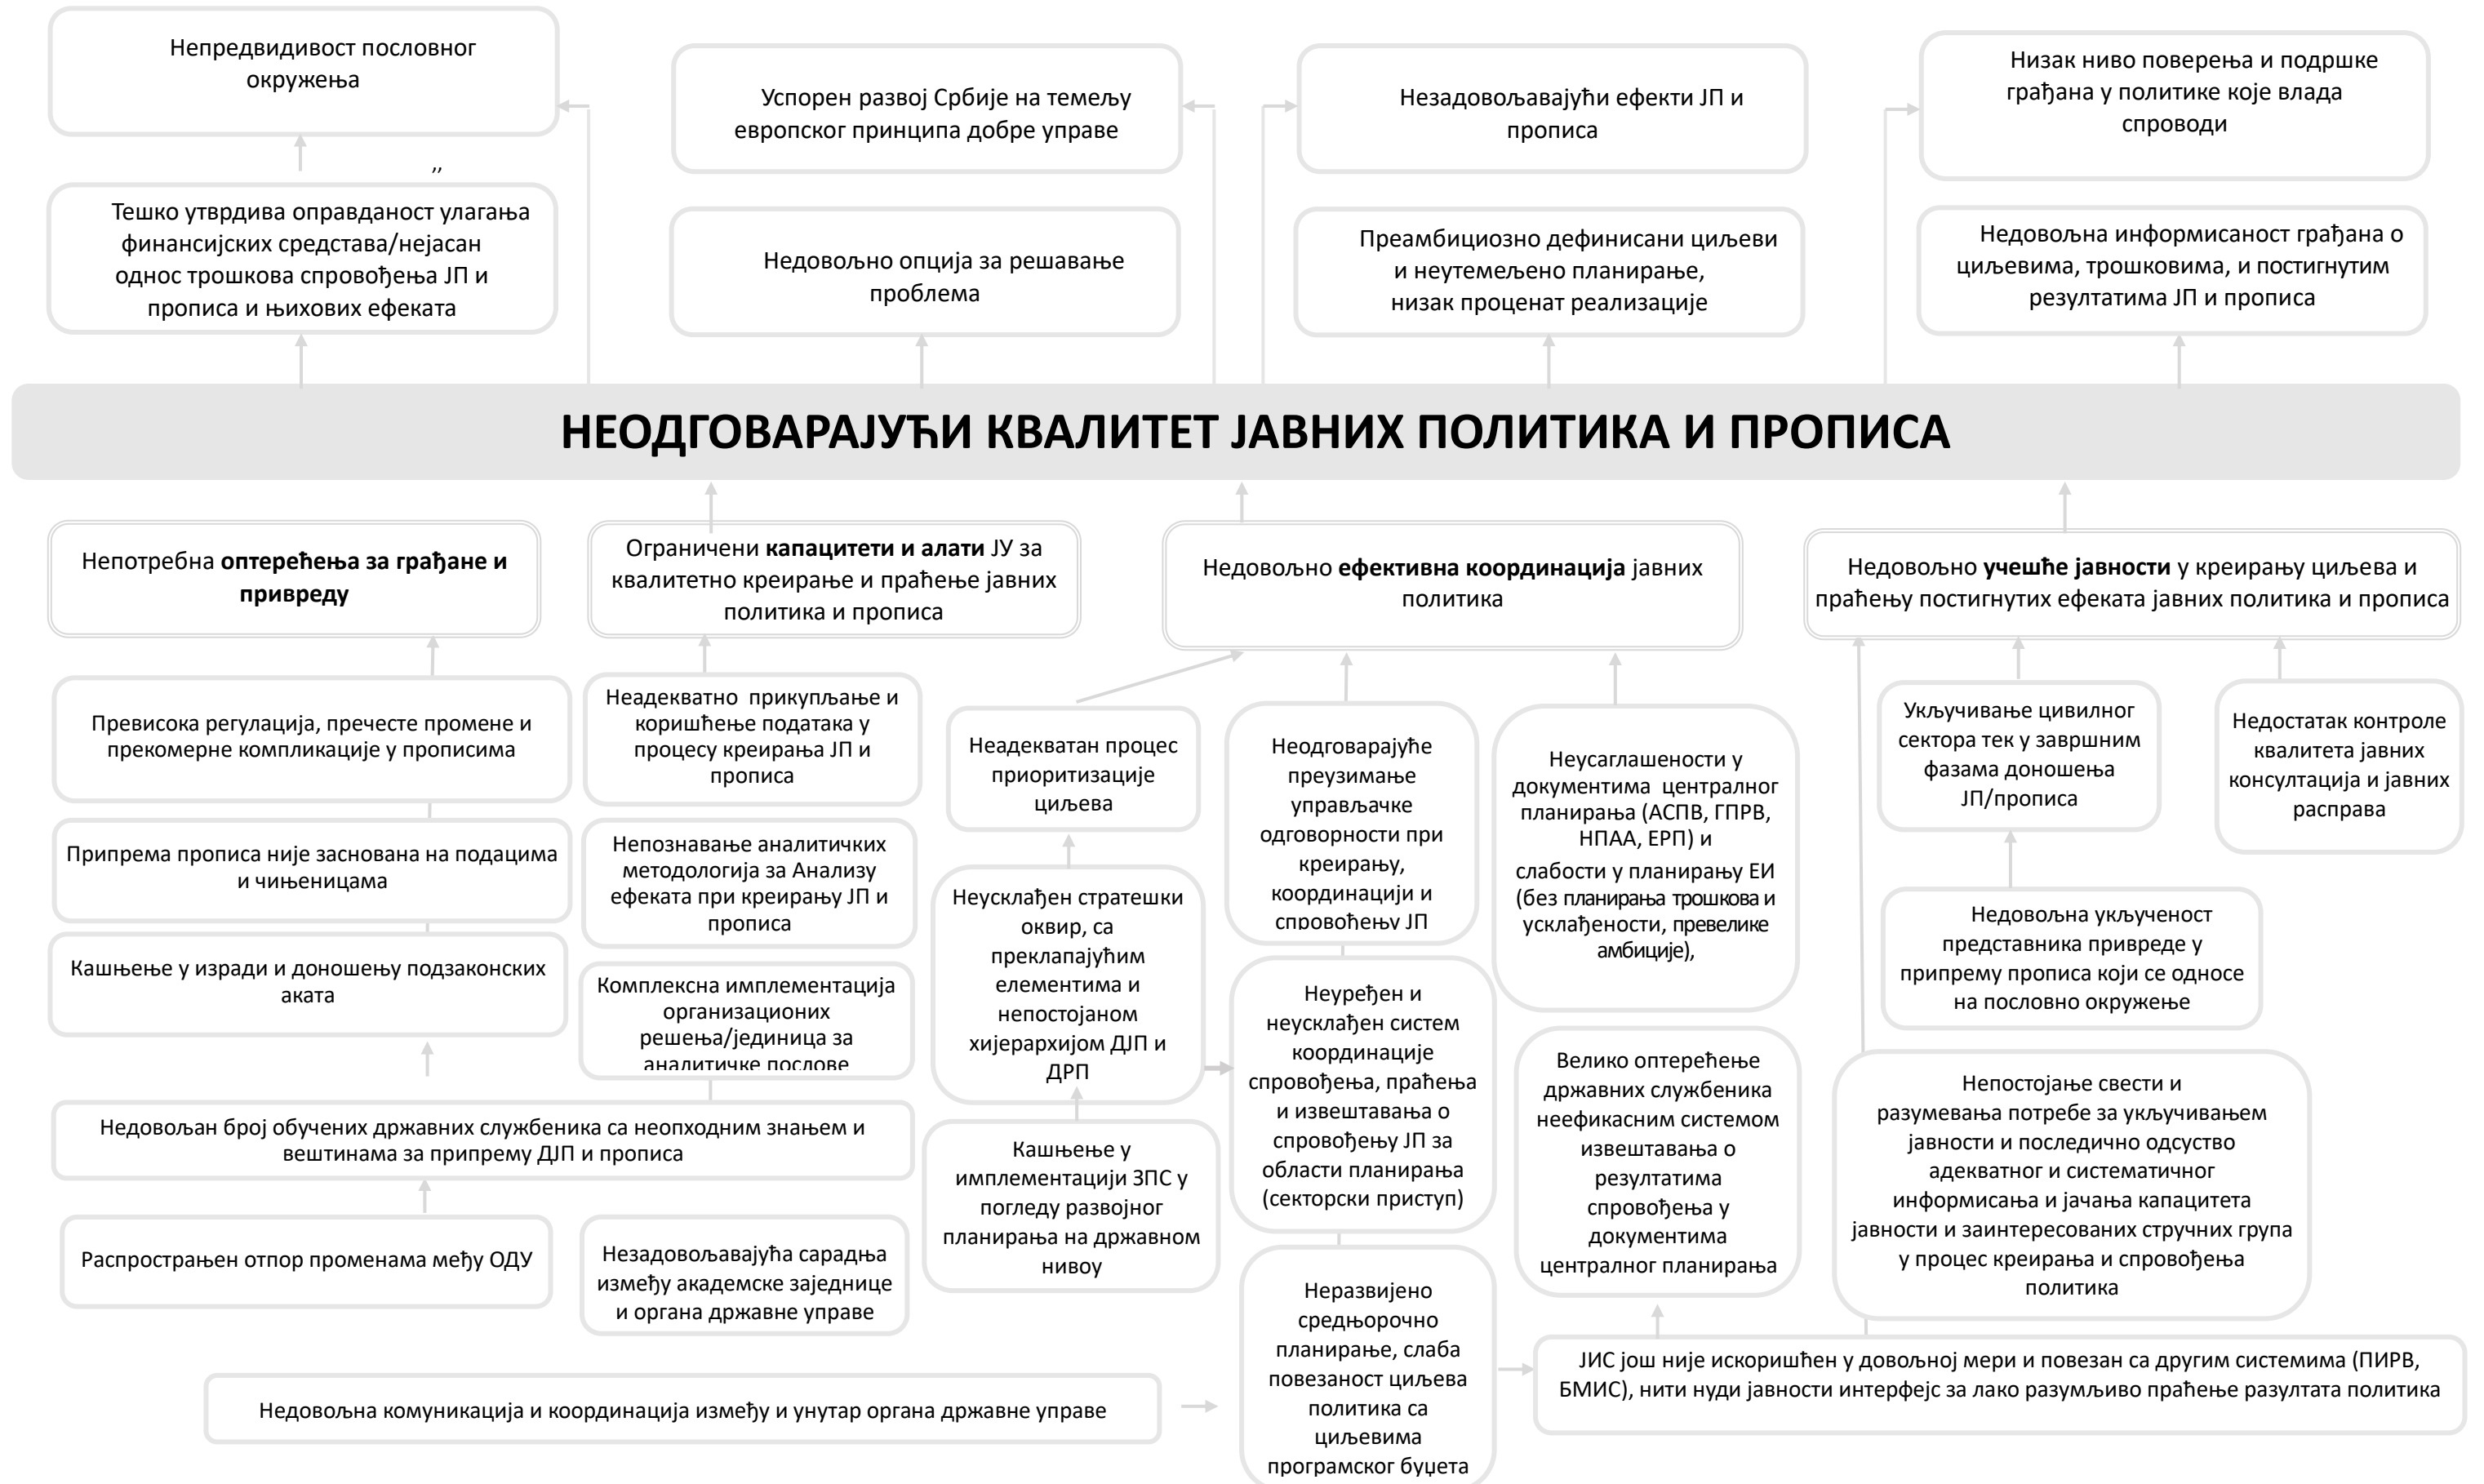 Непредвидивост пословног
окружења
Успорен развој Србије на темељу
европског принципа добре управе
Незадовољавајући ефекти ЈП и
прописа
Низак ниво поверења и подршке
грађана у политике које влада
спроводи
,,
Тешко утврдива оправданост улагања
финансијских средстава/нејасан
однос трошкова спровођења ЈП и
прописа и њихових ефеката
Недовољно опција за решавање
проблема
Преамбициозно дефинисани циљеви
и неутемељено планирање,
низак проценат реализације
Недовољна информисаност грађана о
циљевима, трошковима, и постигнутим
резултатима ЈП и прописа
НЕОДГОВАРАЈУЋИ КВАЛИТЕТ ЈАВНИХ ПОЛИТИКА И ПРОПИСА
Непотребна оптерећења за грађане и
привреду
Ограничени капацитети и алати ЈУ за
квалитетно креирање и праћење јавних
политика и прописа
Недовољно ефективна координација јавних
политика
Недовољно учешће јавности у креирању циљева и
праћењу постигнутих ефеката јавних политика и прописа
Превисока регулација, пречесте промене и
прекомерне компликације у прописима
Припрема прописа није заснована на подацима
и чињеницама
Кашњење у изради и доношењу подзаконских
аката
Неадекватно прикупљање и
коришћење података у
процесу креирања ЈП и
прописа
Непознавање аналитичких
методологија за Анализу
ефеката при креирању ЈП и
прописа
Комплексна имплементација
организационих
решења/јединица за
аналитичке послове
Недовољан број обучених државних службеника са неопходним знањем и
вештинама за припрему ДЈП и прописа
Распрострањен отпор променама међу ОДУ
Незадовољавајућа сарадња
између академске заједнице
и органа државне управе
Неадекватан процес
приоритизације
циљева
Неусклађен стратешки
оквир, са
преклапајућим
елементима и
непостојаном
хијерархијом ДЈП и
ДРП
Кашњење у
имплементацији ЗПС у
погледу развојног
планирања на државном
нивоу
Неодговарајуће
преузимање
управљачке
одговорности при
креирању,
координацији и
спровођењу ЈП
Неуређен и
неусклађен систем
координације
спровођења, праћења
и извештавања о
спровођењу ЈП за
области планирања
(секторски приступ)
Неразвијено
средњорочно
планирање, слаба
повезаност циљева
политика са
циљевима
програмског буџета
Неусаглашености у
документима централног
планирања (АСПВ, ГПРВ,
НПАА, ЕРП) и
слабости у планирању ЕИ
(без планирања трошкова и
усклађености, превелике
амбиције),
Велико оптерећење
државних службеника
неефикасним системом
извештавања о
резултатима
спровођења у
документима
централног планирања
Укључивање цивилног
сектора тек у завршним
фазама доношења
ЈП/прописа
Недостатак контроле
квалитета јавних
консултација и јавних
расправа
Недовољна укљученост
представника привреде у
припрему прописа који се односе
на пословно окружење
Непостојање свести и
разумевања потребе за укључивањем
јавности и последично одсуство
адекватног и систематичног
информисања и јачања капацитета
јавности и заинтересованих стручних група
у процес креирања и спровођења
политика
ЈИС још није искоришћен у довољној мери и повезан са другим системима (ПИРВ,
БМИС), нити нуди јавности интерфејс за лако разумљиво праћење разултата политика
Недовољна комуникација и координација између и унутар органа државне управе